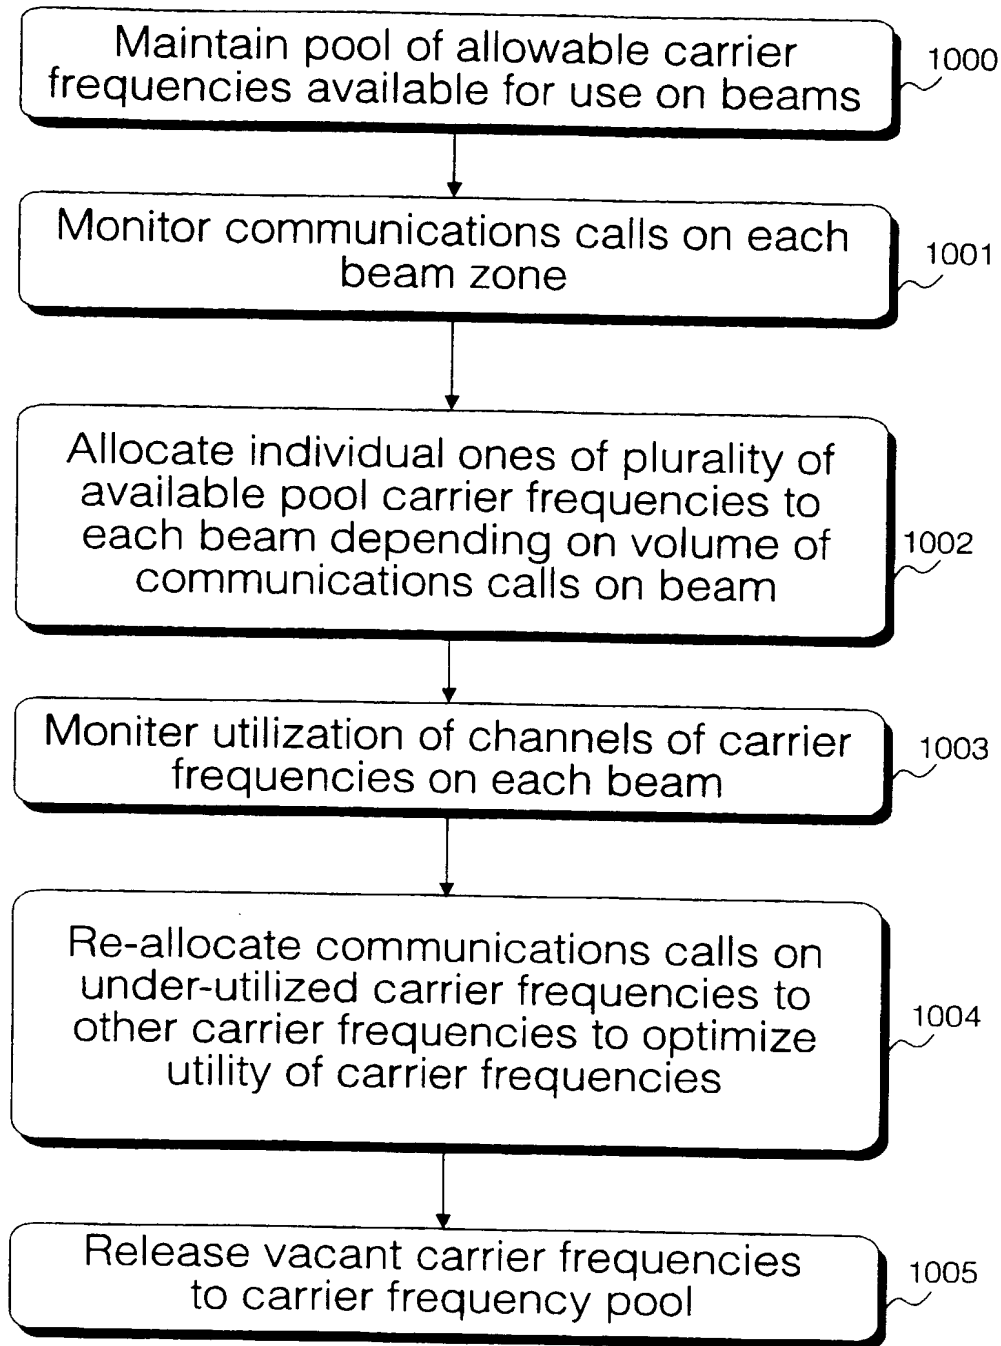 Maintain pool of allowable carrier
frequencies available for use on beams
1000
Monitor communications calls on each
beam zone
1001
Allocate individual ones of plurality of
available pool carrier frequencies to
each beam depending on volume of
communications calls on beam
1002
Moniter utilization of channels of carrier
frequencies on each beam
1003
Re-allocate communications calls on
under-utilized carrier frequencies to
other carrier frequencies to optimize
utility of carrier frequencies
1004
Release vacant carrier frequencies
to carrier frequency pool
1005